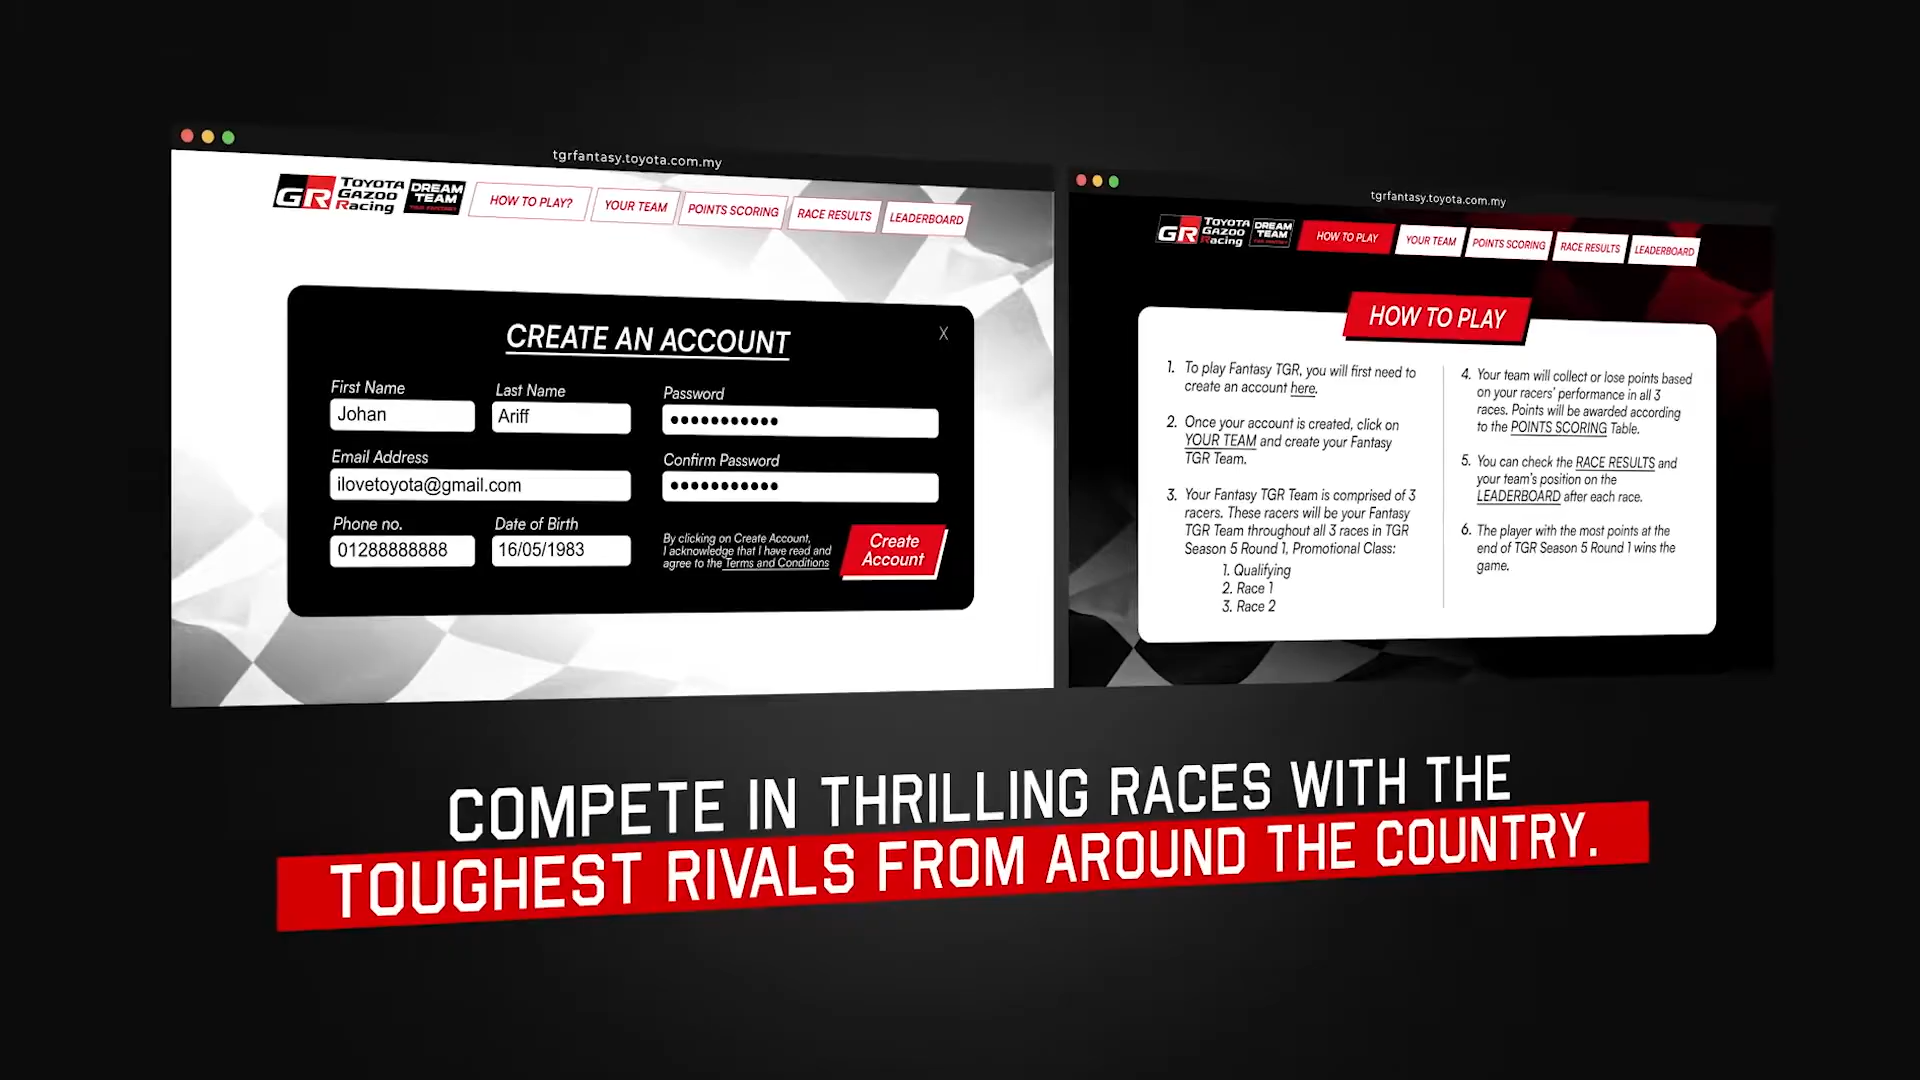 tgrfantasy.toyota.com.my
GR TOYOTA GAZOO Racing
DREAM TEAM
HOW TO PLAY?
YOUR TEAM
POINTS SCORING
RACE RESULTS
LEADERBOARD
CREATE AN ACCOUNT
X
First Name
Johan
Last Name
Ariff
Password
Email Address
ilovetoyota@gmail.com
Confirm Password
Phone no.
01288888888
Date of Birth
16/05/1983
By clicking on Create Account,
I acknowledge that I have read and
agree to the Terms and Conditions
Create
Account
tgrfantasy.toyota.com.my
GR TOYOTA GAZOO Racing
DREAM TEAM
HOW TO PLAY
YOUR TEAM
POINTS SCORING
RACE RESULTS
LEADERBOARD
HOW TO PLAY
1. To play Fantasy TGR, you will first need to
create an account here.
2. Once your account is created, click on
YOUR TEAM and create your Fantasy
TGR Team.
3. Your Fantasy TGR Team is comprised of 3
racers. These racers will be your Fantasy
TGR Team throughout all 3 races in TGR
Season 5 Round 1, Promotional Class:
1. Qualifying
2. Race 1
3. Race 2
4. Your team will collect or lose points based
on your racers' performance in all 3
races. Points will be awarded according
to the POINTS SCORING Table.
5. You can check the RACE RESULTS and
your team's position on the
LEADERBOARD after each race.
6. The player with the most points at the
end of TGR Season 5 Round 1 wins the
game.
COMPETE IN THRILLING RACES WITH THE
TOUGHEST RIVALS FROM AROUND THE COUNTRY.